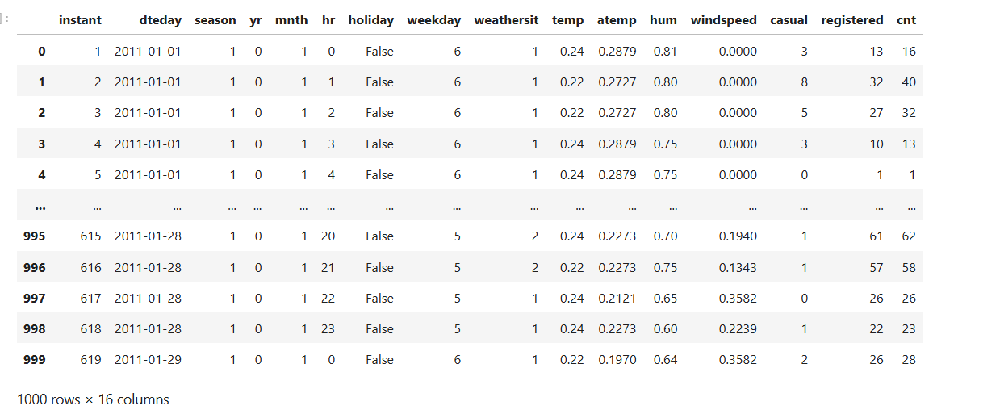 :
instant dteday season yr mnth hr holiday weekday weathersit temp atemp hum windspeed casual registered cnt
0 1 2011-01-01 1 0 1 0 False 6 1 0.24 0.2879 0.81 0.0000 3 13 16
1 2 2011-01-01 1 0 1 1 False 6 1 0.22 0.2727 0.80 0.0000 8 32 40
2 3 2011-01-01 1 0 1 2 False 6 1 0.22 0.2727 0.80 0.0000 5 27 32
3 4 2011-01-01 1 0 1 3 False 6 1 0.24 0.2879 0.75 0.0000 3 10 13
4 5 2011-01-01 1 0 1 4 False 6 1 0.24 0.2879 0.75 0.0000 0 1 1
... ... ... ... ... ... ... ... ... ... ... ... ... ... ... ... ...
995 615 2011-01-28 1 0 1 20 False 5 2 0.24 0.2273 0.70 0.1940 1 61 62
996 616 2011-01-28 1 0 1 21 False 5 2 0.22 0.2273 0.75 0.1343 1 57 58
997 617 2011-01-28 1 0 1 22 False 5 1 0.24 0.2121 0.65 0.3582 0 26 26
998 618 2011-01-28 1 0 1 23 False 5 1 0.24 0.2273 0.60 0.2239 1 22 23
999 619 2011-01-29 1 0 1 0 False 6 1 0.22 0.1970 0.64 0.3582 2 26 28
1000 rows × 16 columns